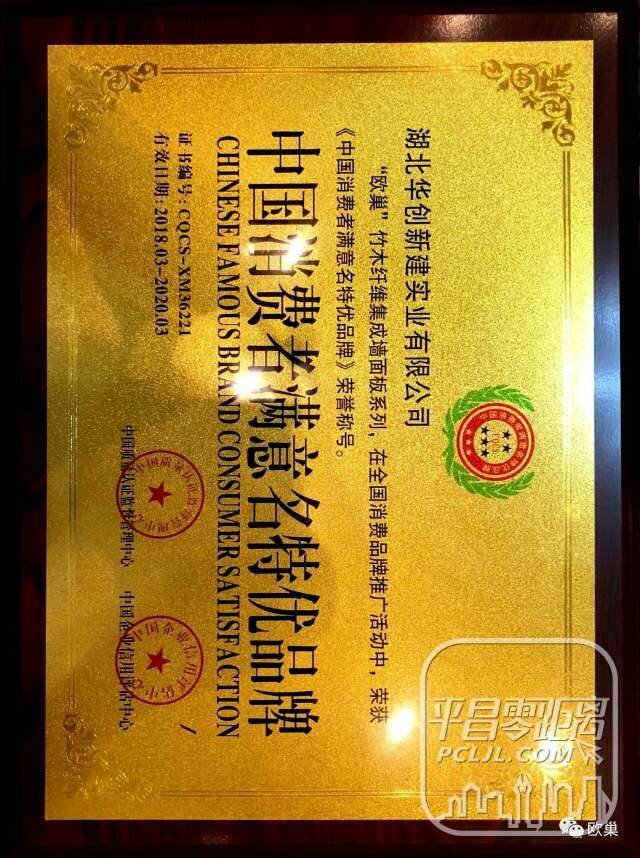 湖北华创新建实业有限公司
“欧巢”竹木纤维集成墙面板系列，在全国消费品牌推广活动中，荣获
《中国消费者满意名特优品牌》荣誉称号。
中国消费者满意名特优品牌
CHINESE FAMOUS BRAND CONSUMER SATISFACTION
证书编号：CQCS-XM36221
有效日期：2018.03-2020.03
中国质量认证监督管理中心
中国企业信用评估中心
平昌零距离
PCLJL.COM
欧巢